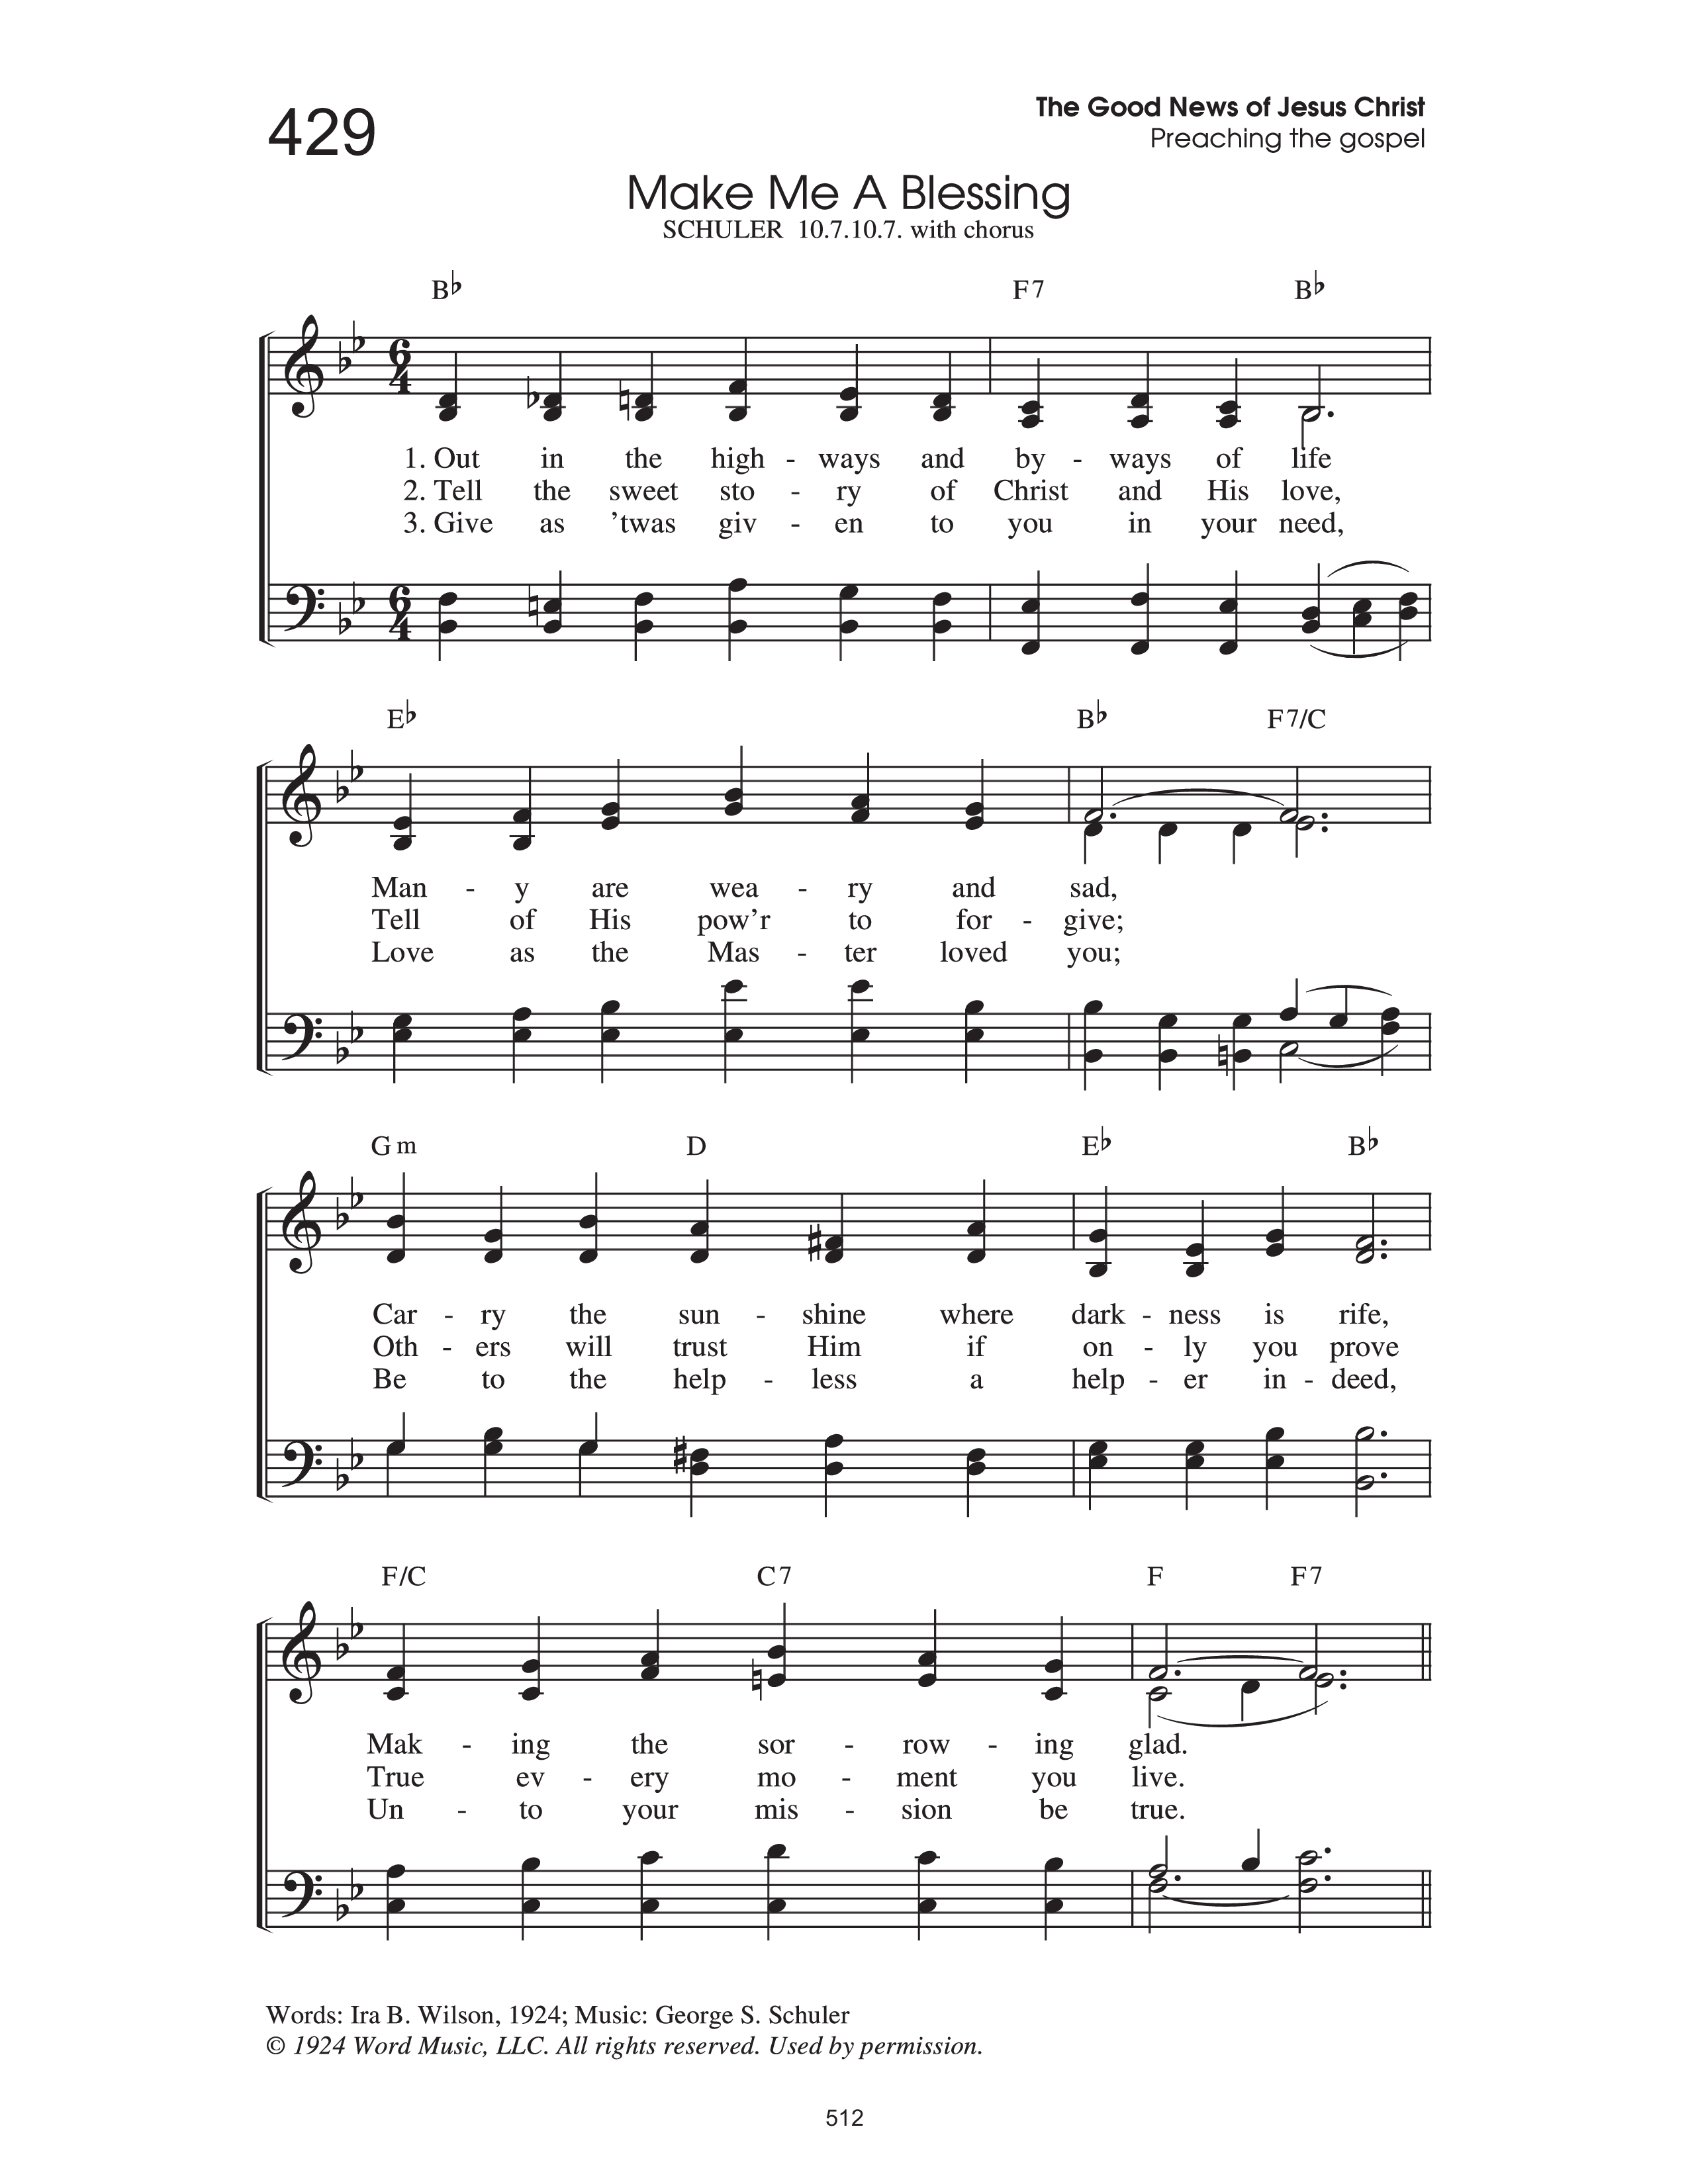 429
The Good News of Jesus Christ
Preaching the gospel
Make Me A Blessing
SCHULER 10.7.10.7. with chorus
B♭ F7 B♭
1. Out in the high - ways and by - ways of life
2. Tell the sweet sto - ry of Christ and His love,
3. Give as ’twas giv - en to you in your need,
E♭ B♭ F7/C
Man - y are wea - ry and sad,
Tell of His pow’r to for - give;
Love as the Mas - ter loved you;
Gm D E♭ B♭
Car - ry the sun - shine where dark - ness is rife,
Oth - ers will trust Him if on - ly you prove
Be to the help - less a help - er in - deed,
F/C C7 F F7
Mak - ing the sor - row - ing glad.
True ev - ery mo - ment you live.
Un - to your mis - sion be true.
Words: Ira B. Wilson, 1924; Music: George S. Schuler
© 1924 Word Music, LLC. All rights reserved. Used by permission.
512